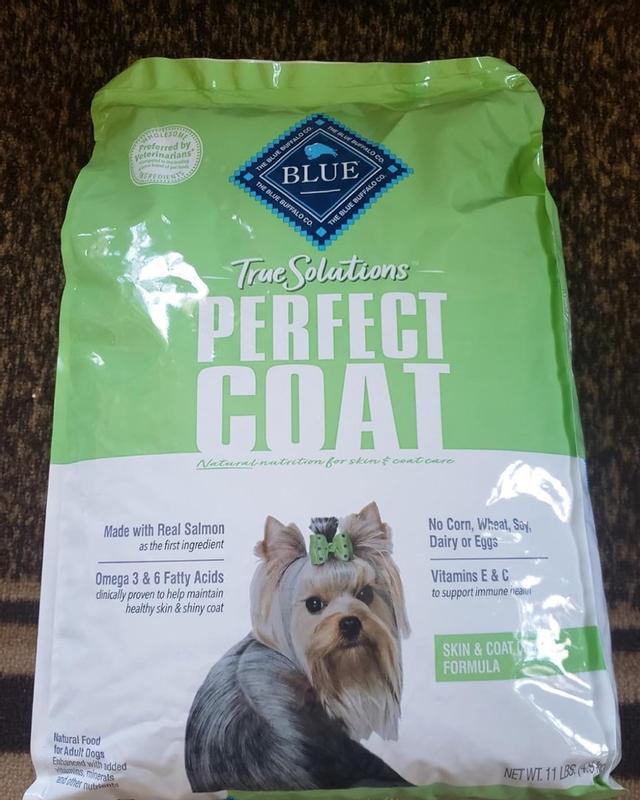 WHOLESOME
Preferred by
Veterinarians
INGREDIENTS
THE BLUE BUFFALO CO.
THE BLUE BUFFALO CO.
BLUE
THE BLUE BUFFALO CO.
THE BLUE BUFFALO CO.
True Solutions
PERFECT
COAT
Natural nutrition for skin & coat care
Made with Real Salmon
as the first ingredient
Omega 3 & 6 Fatty Acids
clinically proven to help maintain
healthy skin & shiny coat
No Corn, Wheat, Soy,
Dairy or Eggs
Vitamins E & C
to support immune health
SKIN & COAT
FORMULA
Natural Food
for Adult Dogs
Enhanced with added
vitamins, minerals
and other nutrients
NET WT. 11 LBS.